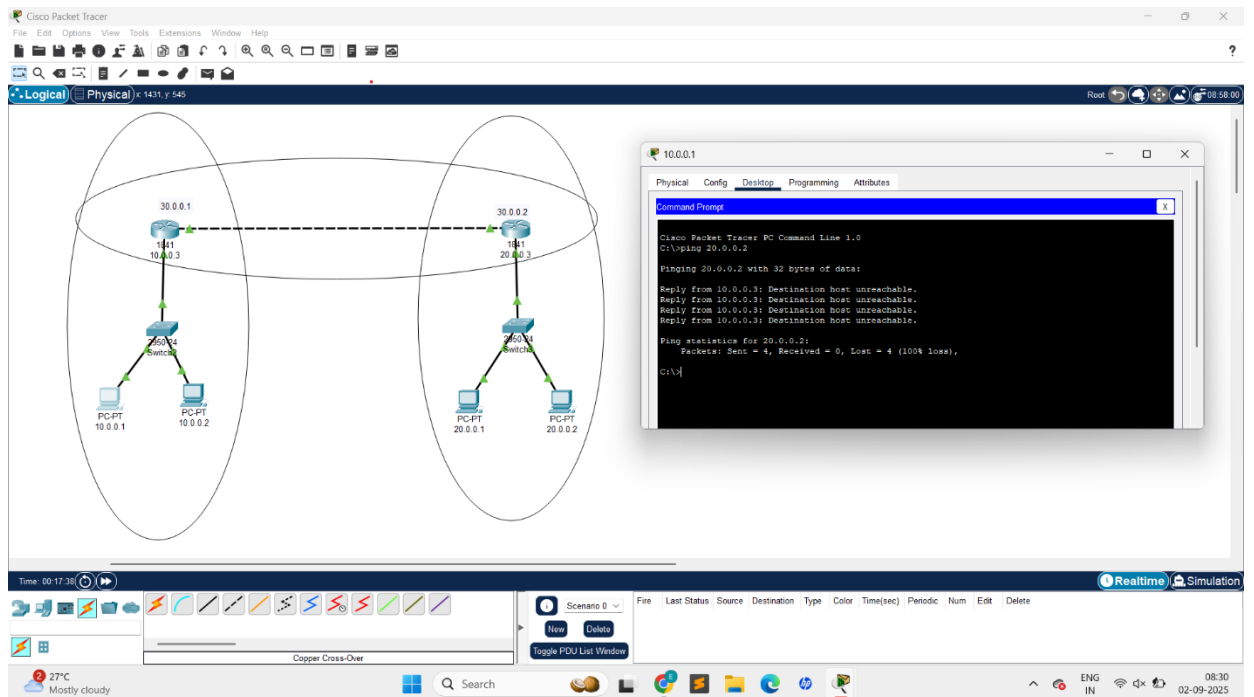 Cisco Packet Tracer
File Edit Options View Tools Extensions Window Help
?
Logical Physical x: 1431, y: 545
Root 08:58:00
30.0.0.1
1841
10.0.0.3
30.0.0.2
1841
20.0.0.3
2950-24
Switch2
2950-24
PC-PT
10.0.0.1
PC-PT
10.0.0.2
PC-PT
20.0.0.1
PC-PT
20.0.0.2
10.0.0.1
Physical Config Desktop Programming Attributes
Command Prompt X
Cisco Packet Tracer PC Command Line 1.0
C:\>ping 20.0.0.2
Pinging 20.0.0.2 with 32 bytes of data:
Reply from 10.0.0.3: Destination host unreachable.
Reply from 10.0.0.3: Destination host unreachable.
Reply from 10.0.0.3: Destination host unreachable.
Reply from 10.0.0.3: Destination host unreachable.
Ping statistics for 20.0.0.2:
Packets: Sent = 4, Received = 0, Lost = 4 (100% loss),
C:\>
Time: 00:17:38
Realtime Simulation
Copper Cross-Over
Scenario 0
New Delete
Toggle PDU List Window
Fire Last Status Source Destination Type Color Time(sec) Periodic Num Edit Delete
2
27°C
Mostly cloudy
Search
hp
ENG
IN
08:30
02-09-2025